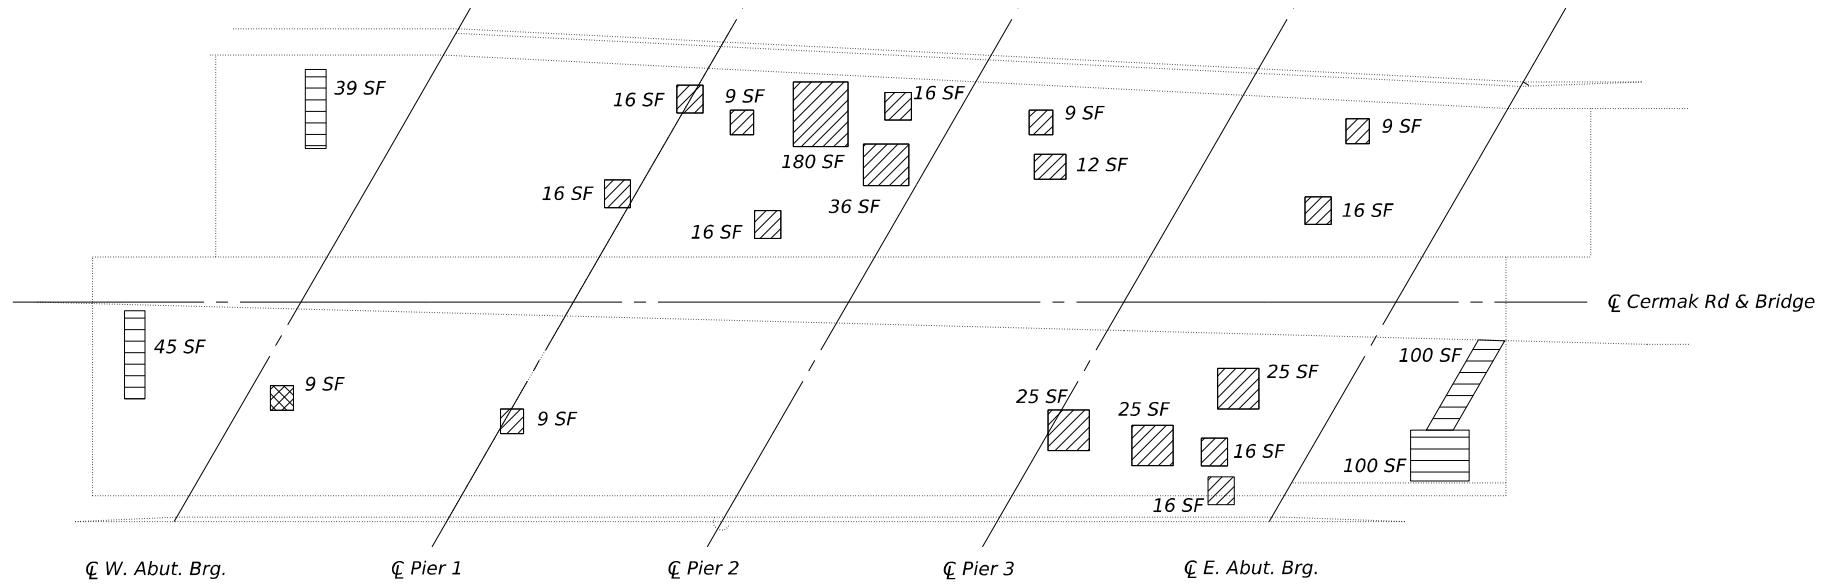 39 SF
16 SF
9 SF
16 SF
9 SF
9 SF
180 SF
12 SF
16 SF
36 SF
16 SF
16 SF
℄ Cermak Rd & Bridge
45 SF
100 SF
9 SF
25 SF
25 SF
25 SF
9 SF
16 SF
100 SF
16 SF
℄ W. Abut. Brg.
℄ Pier 1
℄ Pier 2
℄ Pier 3
℄ E. Abut. Brg.